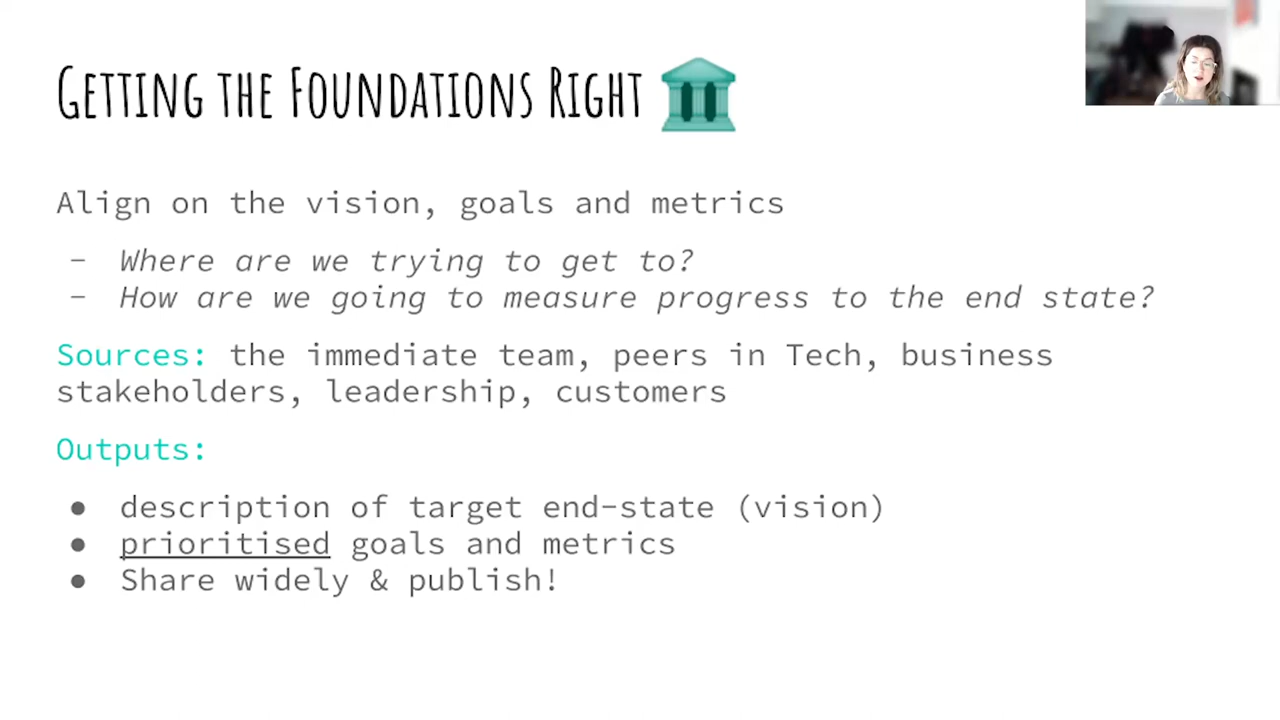 Getting the Foundations Right
Align on the vision, goals and metrics
- Where are we trying to get to?
- How are we going to measure progress to the end state?
Sources: the immediate team, peers in Tech, business
stakeholders, leadership, customers
Outputs:
● description of target end-state (vision)
● prioritised goals and metrics
● Share widely & publish!